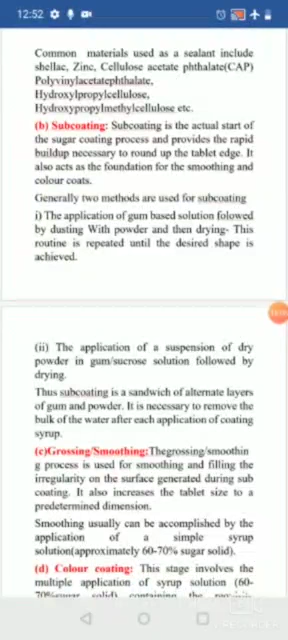 12:52
Common materials used as a sealant include
shellac, Zinc, Cellulose acetate phthalate(CAP)
Polyvinylacetatephthalate,
Hydroxylpropylcellulose,
Hydroxypropylmethylcellulose etc.
(b) Subcoating: Subcoating is the actual start of
the sugar coating process and provides the rapid
buildup necessary to round up the tablet edge. It
also acts as the foundation for the smoothing and
colour coats.
Generally two methods are used for subcoating
i) The application of gum based solution folowed
by dusting With powder and then drying- This
routine is repeated until the desired shape is
achieved.
(ii) The application of a suspension of dry
powder in gum/sucrose solution followed by
drying.
Thus subcoating is a sandwich of alternate layers
of gum and powder. It is necessary to remove the
bulk of the water after each application of coating
syrup.
(c)Grossing/Smoothing:Thegrossing/smoothin
g process is used for smoothing and filling the
irregularity on the surface generated during sub
coating. It also increases the tablet size to a
predetermined dimension.
Smoothing usually can be accomplished by the
application of a simple syrup
solution(approximately 60-70% sugar solid).
(d) Colour coating: This stage involves the
multiple application of syrup solution (60-
70%sugar solid) containing the